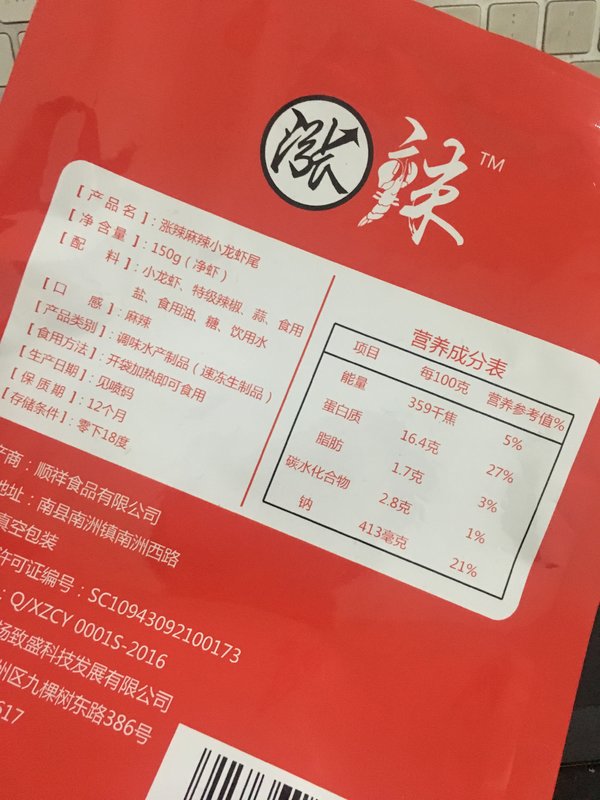 涨辣™
【产品名】：涨辣麻辣小龙虾尾
【净含量】：150g（净虾）
【配 料】：小龙虾、特级辣椒、蒜、食用
盐、食用油、糖、饮用水
【口 感】：麻辣
【产品类别】：调味水产制品（速冻生制品）
【食用方法】：开袋加热即可食用
【生产日期】：见喷码
【保 质 期】：12个月
【存储条件】：零下18度
营养成分表
项目 每100克 营养参考值%
能量 359千焦 5%
蛋白质 16.4克 27%
脂肪 1.7克 3%
碳水化合物 2.8克 1%
钠 413毫克 21%
产商：顺祥食品有限公司
地址：南县南洲镇南洲西路
真空包装
许可证编号：SC10943092100173
：Q/XZCY 0001S-2016
扬致盛科技发展有限公司
州区九棵树东路386号
617